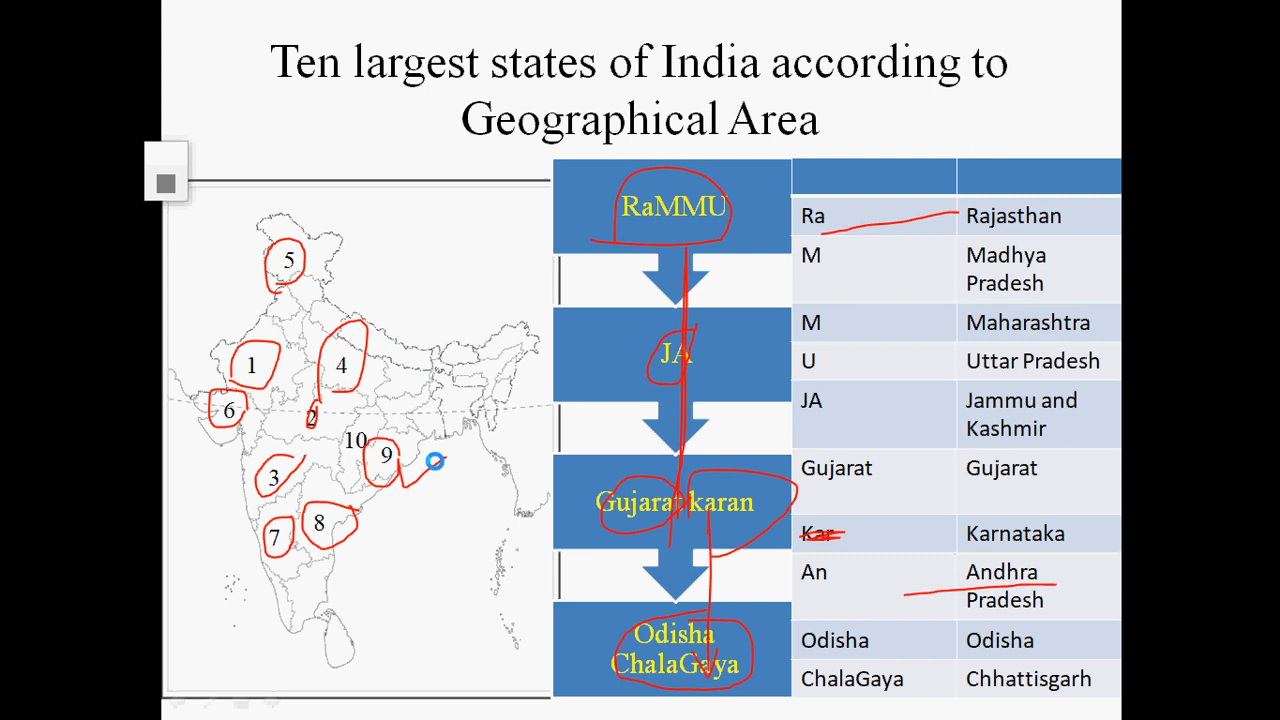 Ten largest states of India according to
Geographical Area
5
1
4
6
2
10
9
3
8
7
RaMMU
JA
Gujarat karan
Odisha
ChalaGaya
Ra Rajasthan
M Madhya
Pradesh
M Maharashtra
U Uttar Pradesh
JA Jammu and
Kashmir
Gujarat Gujarat
Kar Karnataka
An Andhra
Pradesh
Odisha Odisha
ChalaGaya Chhattisgarh